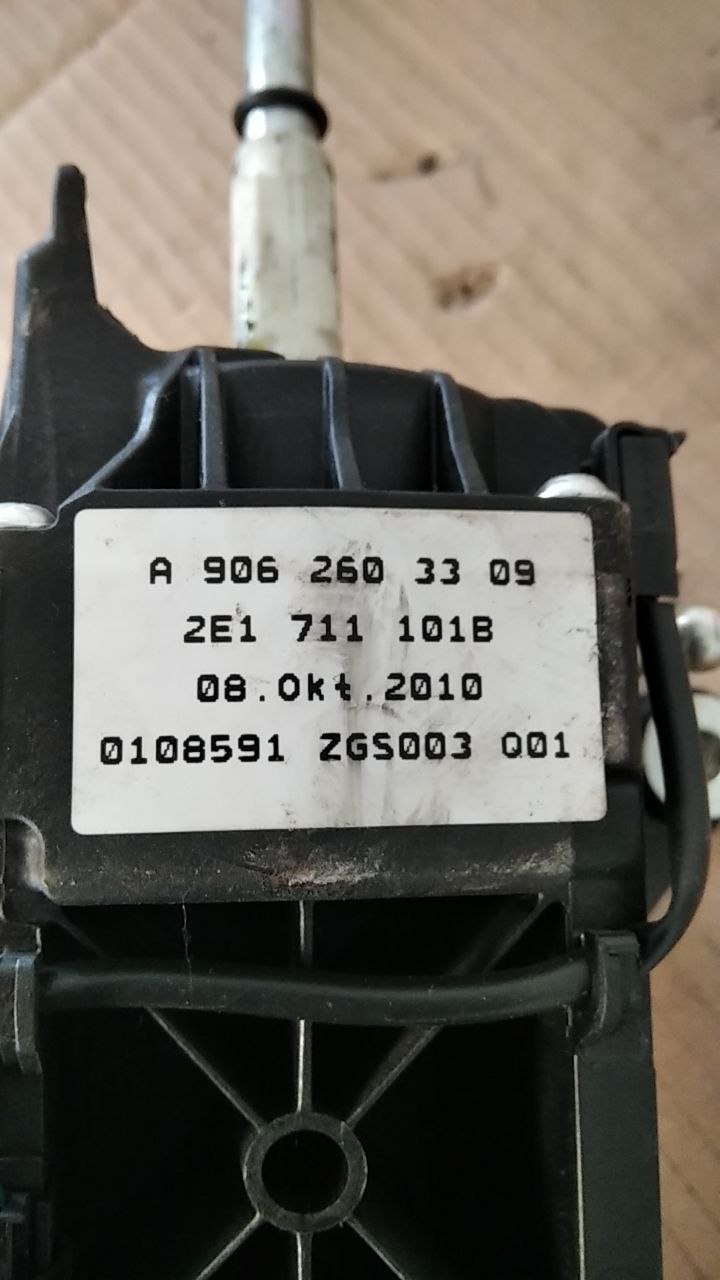 A 906 260 33 09
2E1 711 101B
08.Okt.2010
0108591 ZGS003 Q01